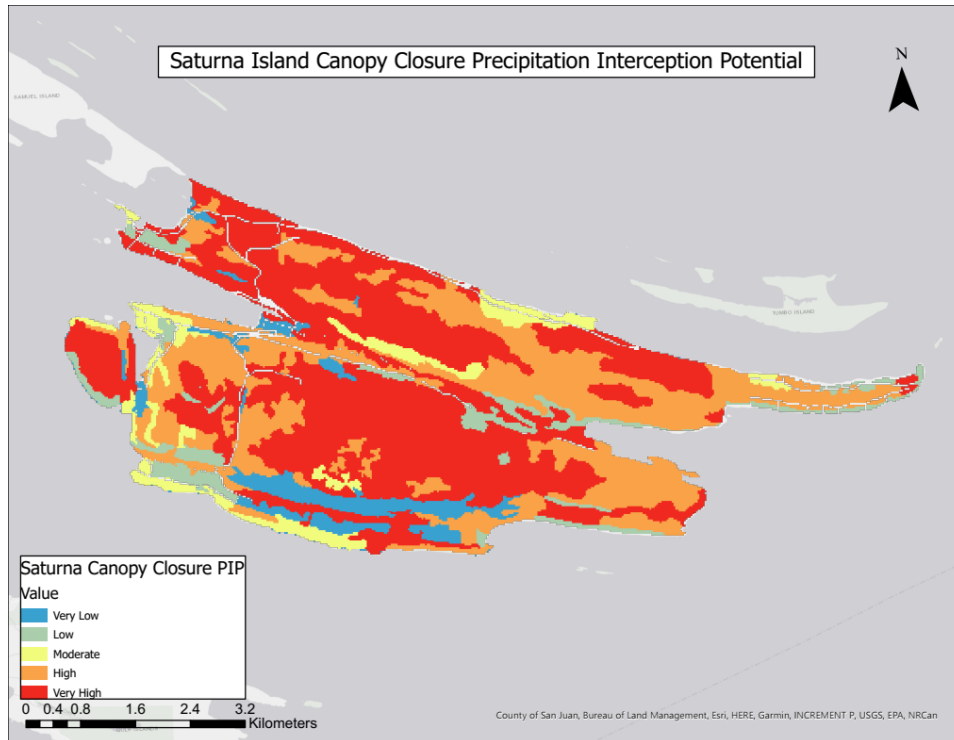 Saturna Island Canopy Closure Precipitation Interception Potential
N
SAMUEL ISLAND
TUMBO ISLAND
Saturna Canopy Closure PIP
Value
Very Low
Low
Moderate
High
Very High
0 0.4 0.8 1.6 2.4 3.2
Kilometers
County of San Juan, Bureau of Land Management, Esri, HERE, Garmin, INCREMENT P, USGS, EPA, NRCan